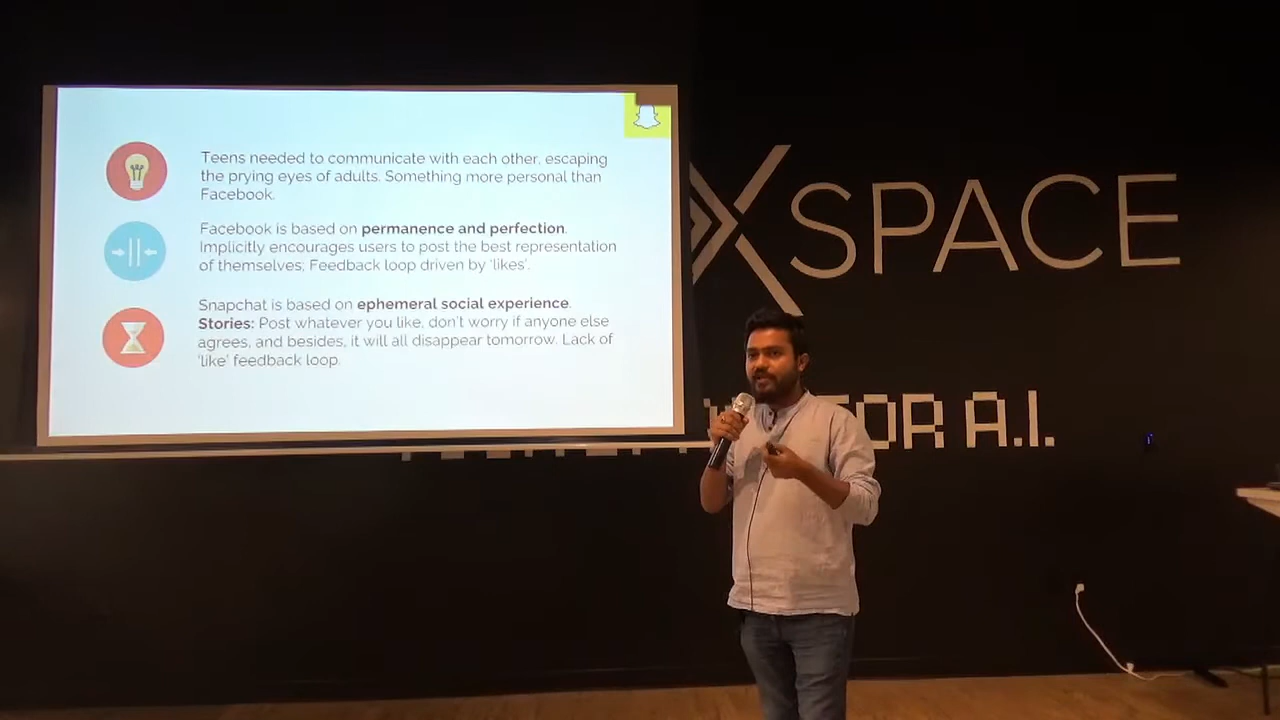 Teens needed to communicate with each other, escaping
the prying eyes of adults. Something more personal than
Facebook.
Facebook is based on permanence and perfection.
Implicitly encourages users to post the best representation
of themselves; Feedback loop driven by 'likes'.
Snapchat is based on ephemeral social experience.
Stories: Post whatever you like, don't worry if anyone else
agrees, and besides, it will all disappear tomorrow. Lack of
'like' feedback loop.
XSPACE
FOR A.I.